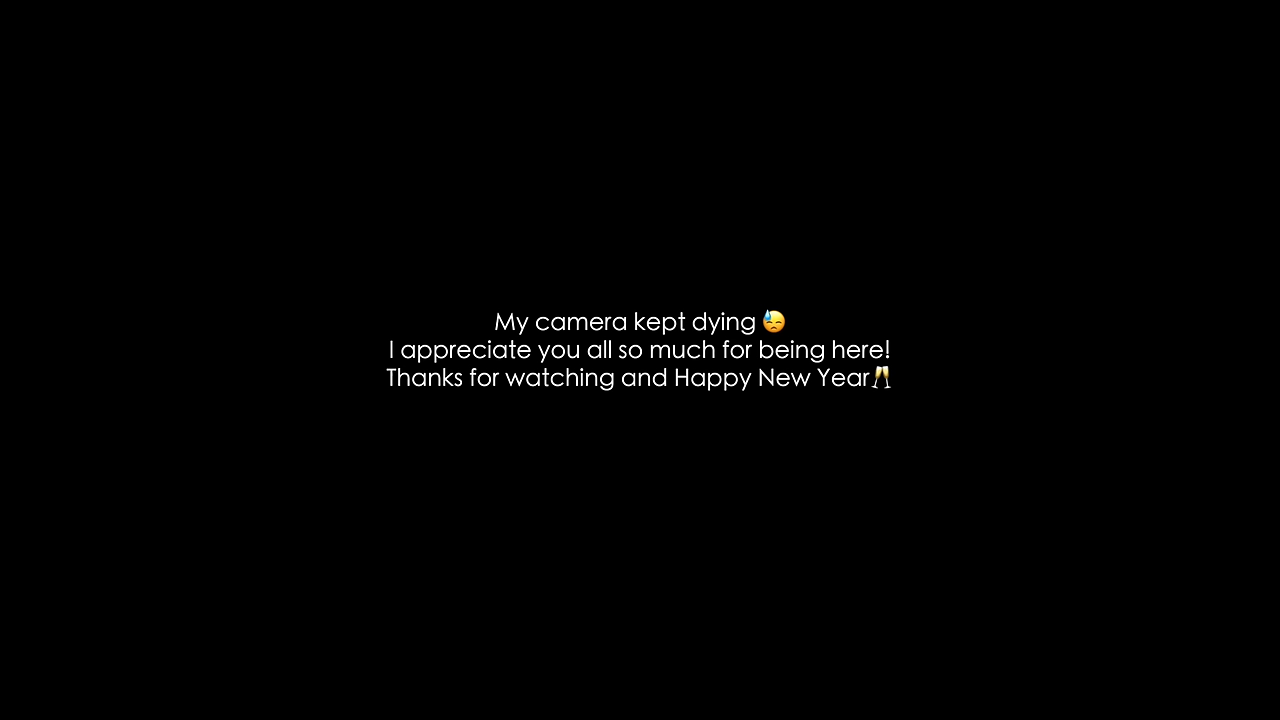 My camera kept dying 😓
I appreciate you all so much for being here!
Thanks for watching and Happy New Year🥂